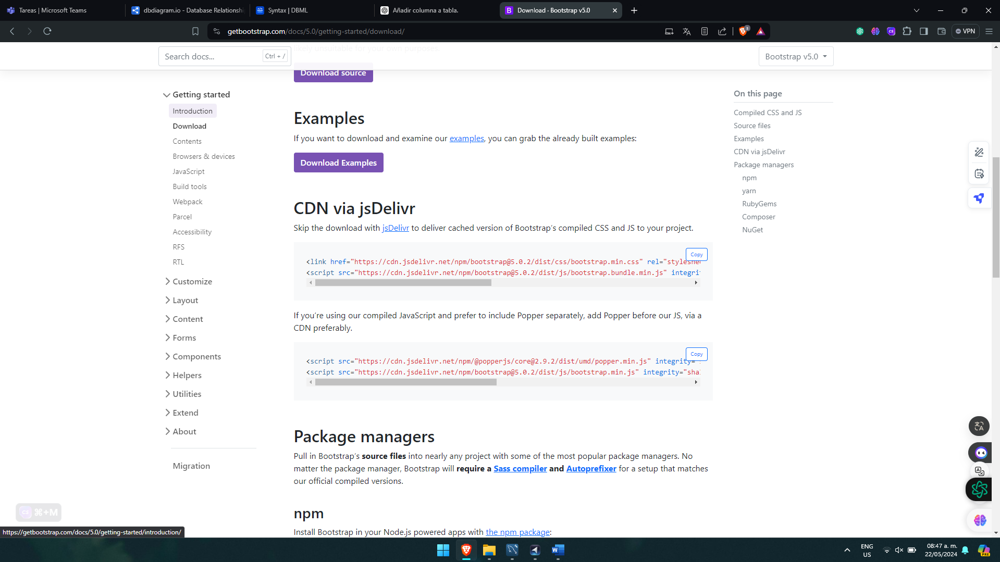 Tareas | Microsoft Teams
dbdiagram.io - Database Relationshi
Syntax | DBML
Añadir columna a tabla.
Download · Bootstrap v5.0
getbootstrap.com/docs/5.0/getting-started/download/
3
CS
VPN
Search docs...
Ctrl + /
likely unsuitable for your own purposes.
Bootstrap v5.0
Download source
Getting started
Introduction
Download
Contents
Browsers & devices
JavaScript
Build tools
Webpack
Parcel
Accessibility
RFS
RTL
Customize
Layout
Content
Forms
Components
Helpers
Utilities
Extend
About
Migration
Examples
If you want to download and examine our examples, you can grab the already built examples:
Download Examples
CDN via jsDelivr
Skip the download with jsDelivr to deliver cached version of Bootstrap’s compiled CSS and JS to your project.
Copy
<link href="https://cdn.jsdelivr.net/npm/bootstrap@5.0.2/dist/css/bootstrap.min.css" rel="styleshe
<script src="https://cdn.jsdelivr.net/npm/bootstrap@5.0.2/dist/js/bootstrap.bundle.min.js" integri
If you’re using our compiled JavaScript and prefer to include Popper separately, add Popper before our JS, via a
CDN preferably.
Copy
<script src="https://cdn.jsdelivr.net/npm/@popperjs/core@2.9.2/dist/umd/popper.min.js" integrity=
<script src="https://cdn.jsdelivr.net/npm/bootstrap@5.0.2/dist/js/bootstrap.min.js" integrity="sha
Package managers
Pull in Bootstrap’s source files into nearly any project with some of the most popular package managers. No
matter the package manager, Bootstrap will require a Sass compiler and Autoprefixer for a setup that matches
our official compiled versions.
npm
Install Bootstrap in your Node.js powered apps with the npm package:
On this page
Compiled CSS and JS
Source files
Examples
CDN via jsDelivr
Package managers
npm
yarn
RubyGems
Composer
NuGet
CS ⌘+M
https://getbootstrap.com/docs/5.0/getting-started/introduction/
ENG
US
08:47 a. m.
22/05/2024
PRE